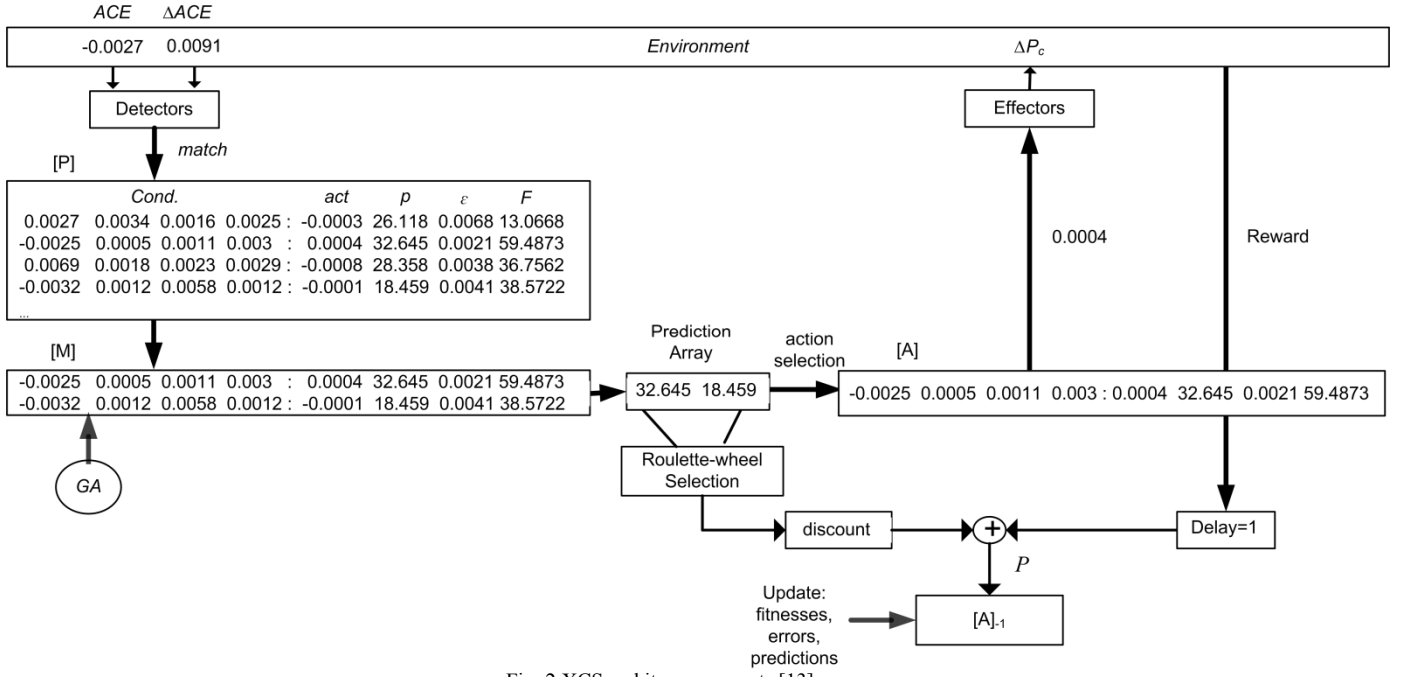 ACE ΔACE
-0.0027 0.0091 Environment ΔPc
Detectors
Effectors
match
[P]
Cond. act p ε F
0.0027 0.0034 0.0016 0.0025 : -0.0003 26.118 0.0068 13.0668
-0.0025 0.0005 0.0011 0.003 : 0.0004 32.645 0.0021 59.4873
0.0069 0.0018 0.0023 0.0029 : -0.0008 28.358 0.0038 36.7562
-0.0032 0.0012 0.0058 0.0012 : -0.0001 18.459 0.0041 38.5722
...
0.0004
Reward
[M]
-0.0025 0.0005 0.0011 0.003 : 0.0004 32.645 0.0021 59.4873
-0.0032 0.0012 0.0058 0.0012 : -0.0001 18.459 0.0041 38.5722
GA
Prediction
Array
32.645 18.459
action
selection
[A]
-0.0025 0.0005 0.0011 0.003 : 0.0004 32.645 0.0021 59.4873
Roulette-wheel
Selection
discount
+
Delay=1
P
Update:
fitnesses,
errors,
predictions
[A]-1